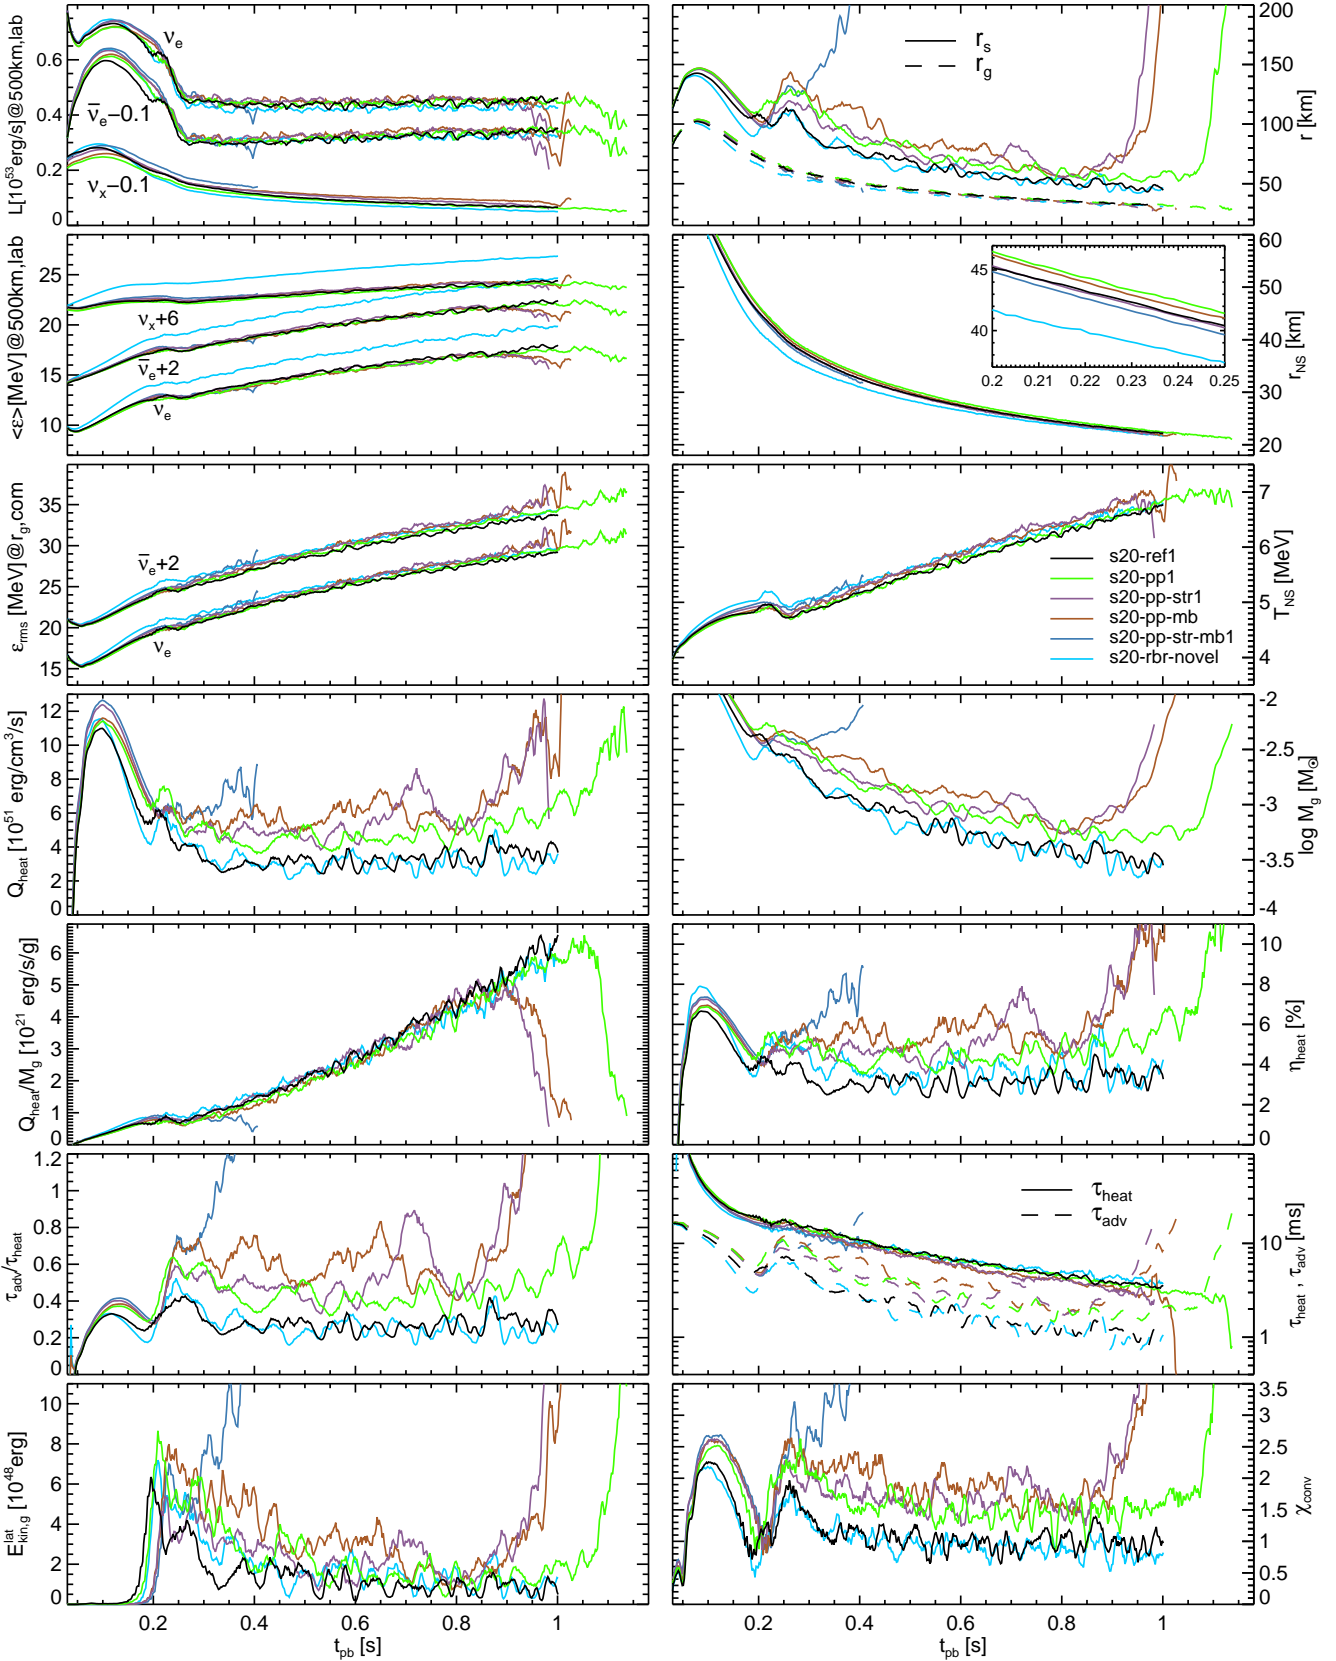 L[10^53 erg/s]@500km,lab
0.6
0.4
0.2
0
ν_e
ν̄_e−0.1
ν_x−0.1
r_s
r_g
200
150
100
50
r [km]
<ε>[MeV]@500km,lab
25
20
15
10
ν_x+6
ν̄_e+2
ν_e
60
50
40
30
20
r_NS [km]
45
40
0.2 0.21 0.22 0.23 0.24 0.25
ε_rms [MeV]@r_g,com
35
30
25
20
15
ν̄_e+2
ν_e
7
6
5
4
T_NS [MeV]
s20-ref1
s20-pp1
s20-pp-str1
s20-pp-mb
s20-pp-str-mb1
s20-rbr-novel
Q_heat [10^51 erg/cm^3/s]
12
10
8
6
4
2
0
-2
-2.5
-3
-3.5
-4
log M_g [M_⊙]
Q_heat/M_g [10^21 erg/s/g]
6
5
4
3
2
1
0
10
8
6
4
2
0
η_heat [%]
τ_adv/τ_heat
1.2
1
0.8
0.6
0.4
0.2
0
τ_heat
τ_adv
10
1
τ_heat , τ_adv [ms]
E^lat_kin,g [10^48 erg]
10
8
6
4
2
0
0.2 0.4 0.6 0.8 1
t_pb [s]
3.5
3
2.5
2
1.5
1
0.5
0
χ_conv
0.2 0.4 0.6 0.8 1
t_pb [s]